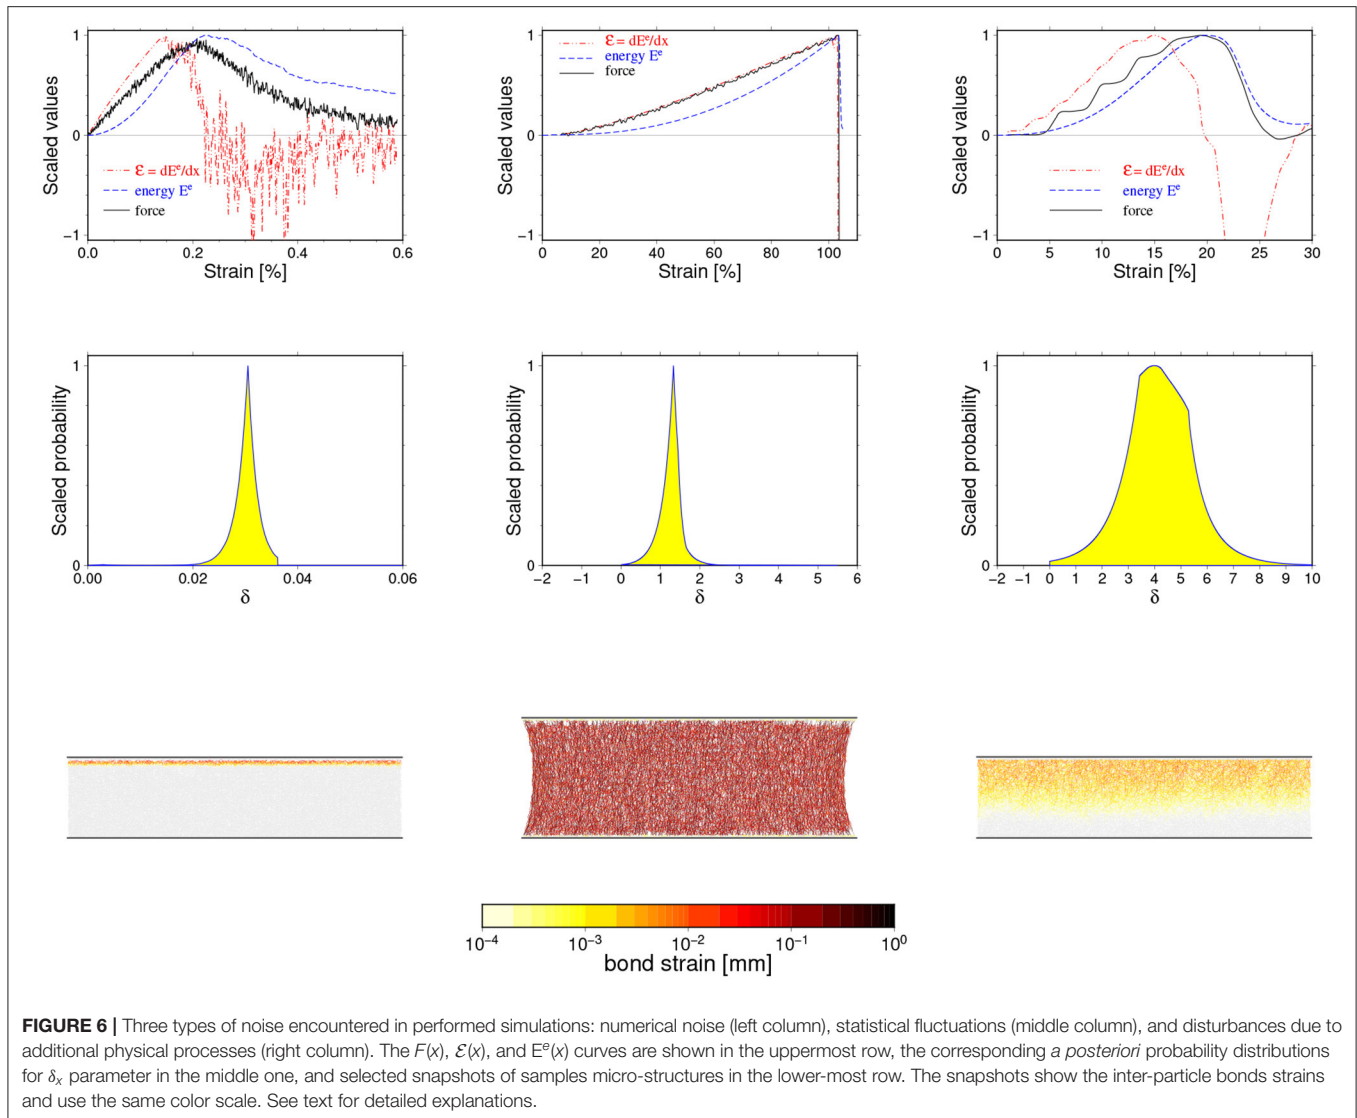 Scaled values
1
0
−1
Ɛ = dEᵉ/dx
energy Eᵉ
force
0.0 0.2 0.4 0.6
Strain [%]
Scaled values
1
0
−1
Ɛ = dEᵉ/dx
energy Eᵉ
force
0 20 40 60 80 100
Strain [%]
Scaled values
1
0
−1
Ɛ = dEᵉ/dx
energy Eᵉ
force
0 5 10 15 20 25 30
Strain [%]
Scaled probability
1
0
0.00 0.02 0.04 0.06
δ
Scaled probability
1
0
−2 −1 0 1 2 3 4 5 6
δ
Scaled probability
1
0
−2 −1 0 1 2 3 4 5 6 7 8 9 10
δ
10⁻⁴ 10⁻³ 10⁻² 10⁻¹ 10⁰
bond strain [mm]
FIGURE 6 | Three types of noise encountered in performed simulations: numerical noise (left column), statistical fluctuations (middle column), and disturbances due to
additional physical processes (right column). The F(x), Ɛ(x), and Eᵉ(x) curves are shown in the uppermost row, the corresponding a posteriori probability distributions
for δₓ parameter in the middle one, and selected snapshots of samples micro-structures in the lower-most row. The snapshots show the inter-particle bonds strains
and use the same color scale. See text for detailed explanations.